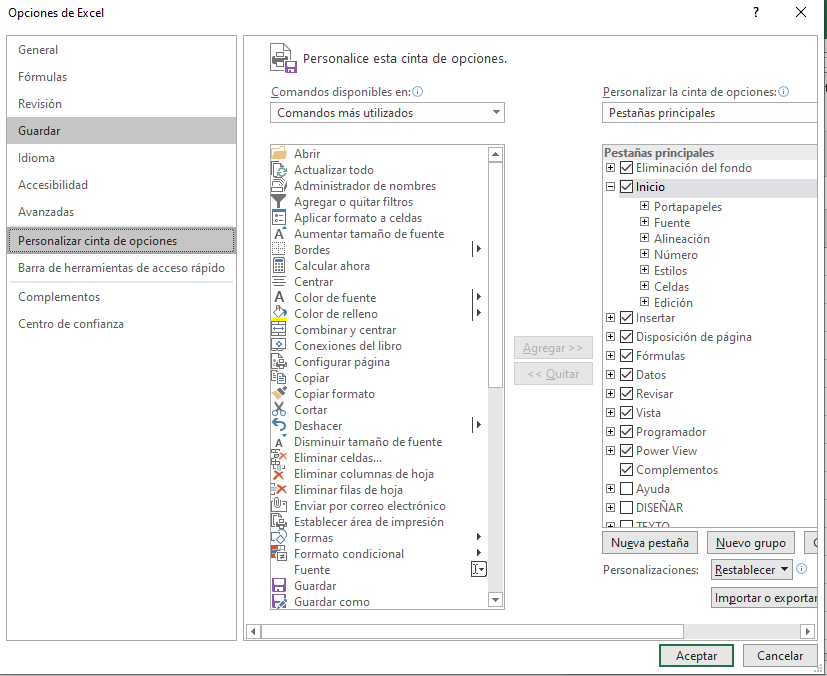 Opciones de Excel
?
General
Fórmulas
Revisión
Guardar
Idioma
Accesibilidad
Avanzadas
Personalizar cinta de opciones
Barra de herramientas de acceso rápido
Complementos
Centro de confianza
Personalice esta cinta de opciones.
Comandos disponibles en:
Comandos más utilizados
Abrir
Actualizar todo
Administrador de nombres
Agregar o quitar filtros
Aplicar formato a celdas
Aumentar tamaño de fuente
Bordes
Calcular ahora
Centrar
Color de fuente
Color de relleno
Combinar y centrar
Conexiones del libro
Configurar página
Copiar
Copiar formato
Cortar
Deshacer
Disminuir tamaño de fuente
Eliminar celdas...
Eliminar columnas de hoja
Eliminar filas de hoja
Enviar por correo electrónico
Establecer área de impresión
Formas
Formato condicional
Fuente
Guardar
Guardar como
Agregar >>
<< Quitar
Personalizar la cinta de opciones:
Pestañas principales
Pestañas principales
Eliminación del fondo
Inicio
Portapapeles
Fuente
Alineación
Número
Estilos
Celdas
Edición
Insertar
Disposición de página
Fórmulas
Datos
Revisar
Vista
Programador
Power View
Complementos
Ayuda
DISEÑAR
TEXTO
Nueva pestaña
Nuevo grupo
Personalizaciones:
Restablecer
Importar o exportar
Aceptar
Cancelar